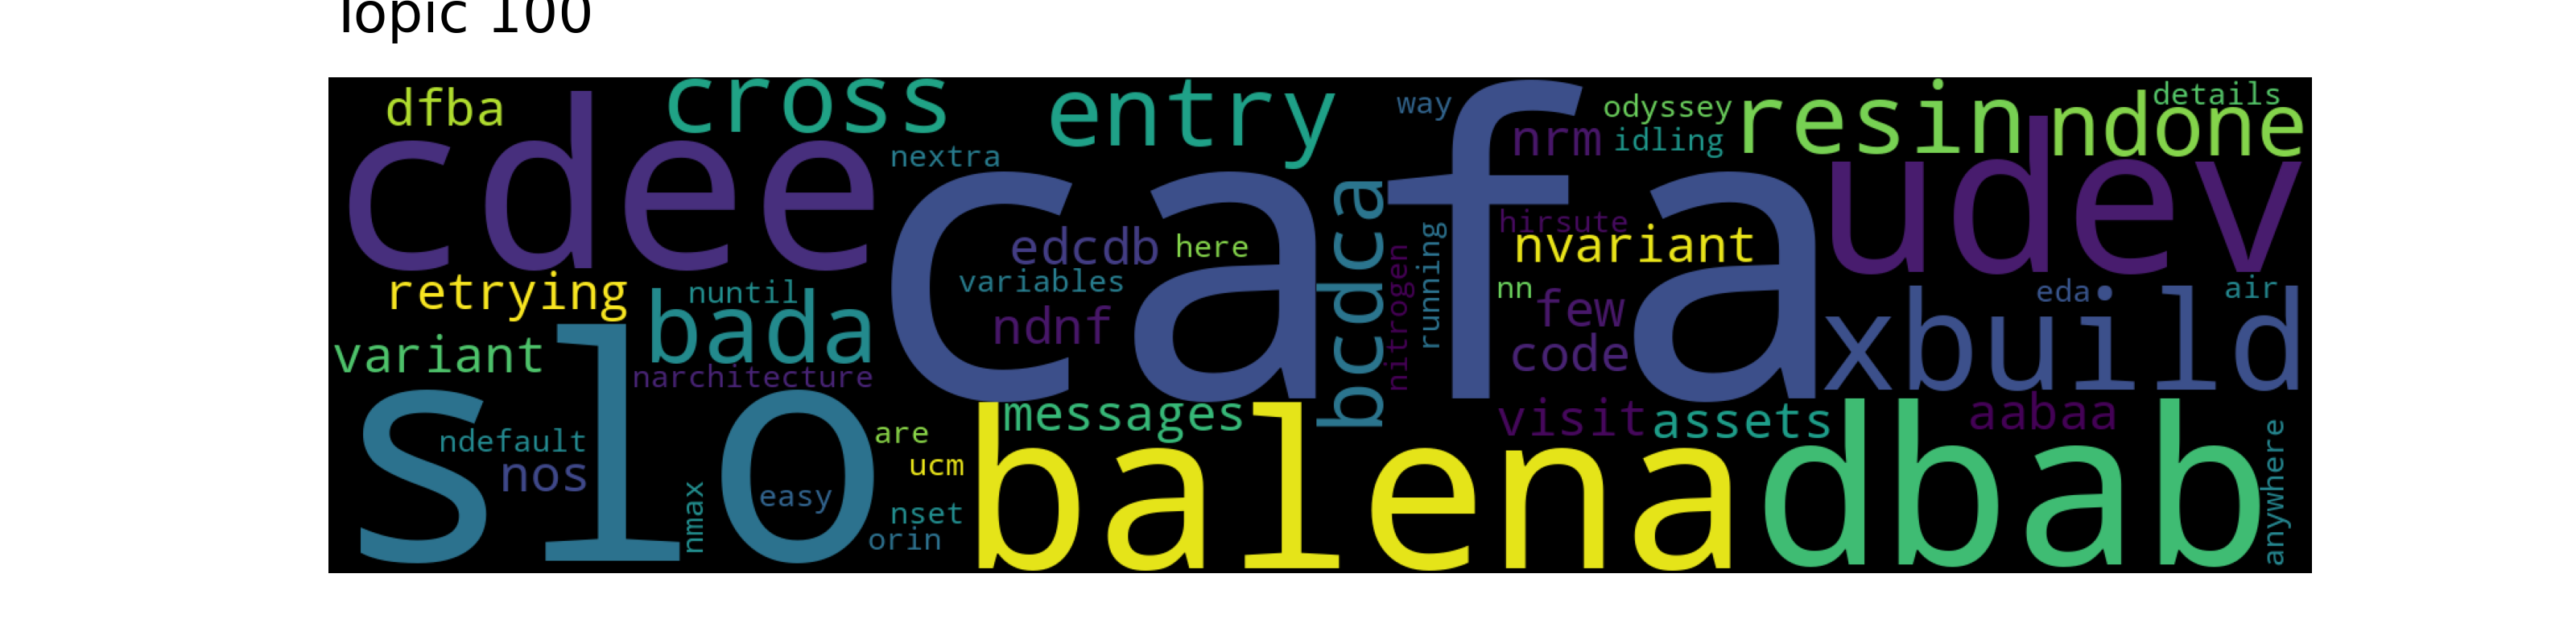 Topic 100
dfba
cross
entry
way
odyssey
resin
details
ndone
cdee
nextra
cafa
nrm
idling
udev
edcdb
here
bcdca
hirsute
nvariant
retrying
nuntil
variables
nitrogen
running
nn
few
eda
air
bada
ndnf
code
xbuild
variant
narchitecture
slo
messages
visit
assets
aabaa
ndefault
are
balena
dbab
anywhere
nos
ucm
nmax
easy
nset
orin